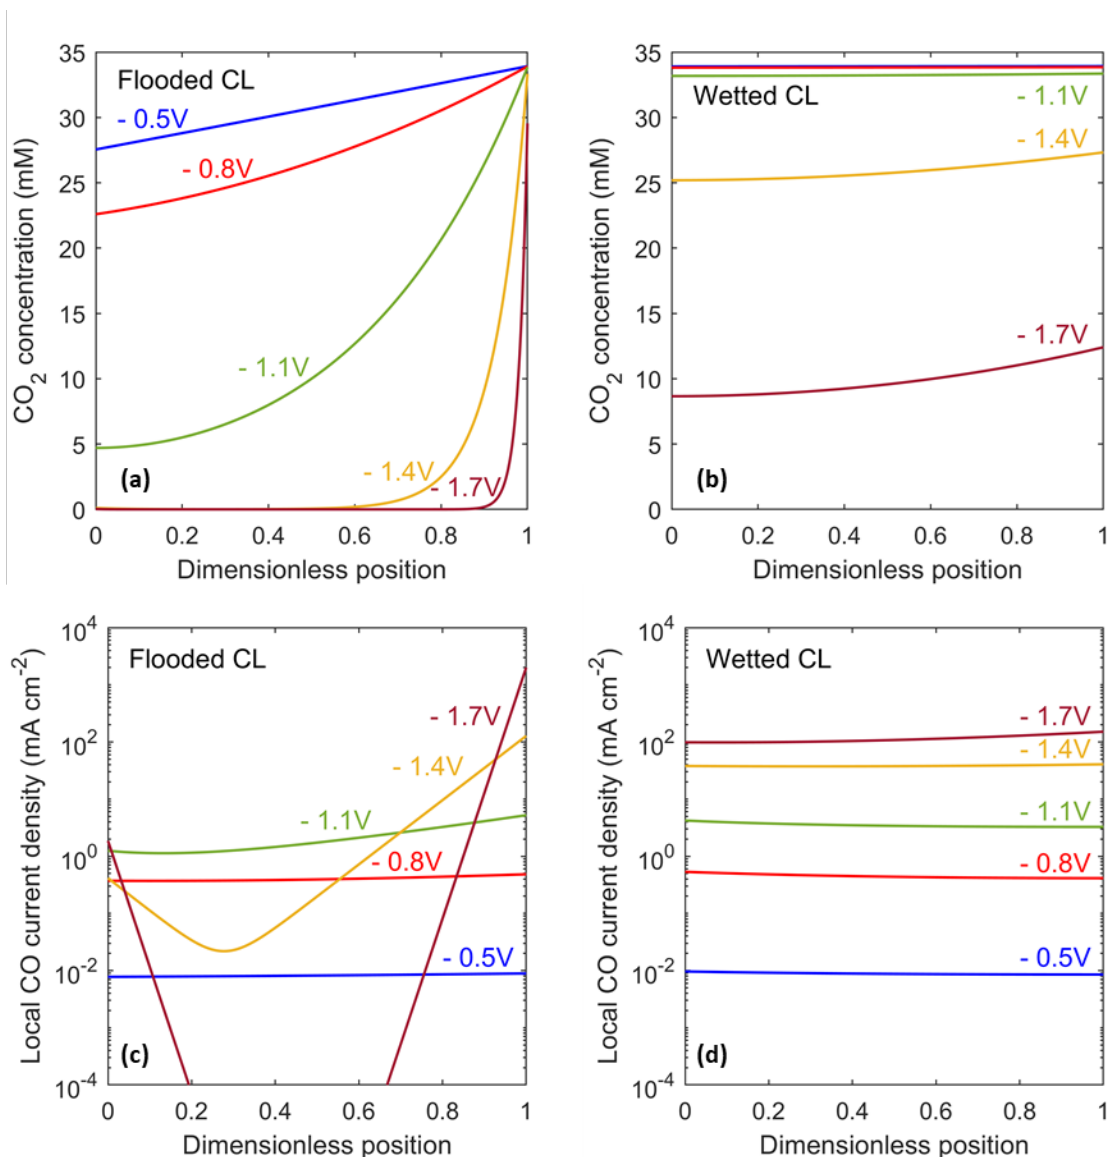 35
30
25
20
15
10
5
0
CO2 concentration (mM)
Flooded CL
- 0.5V
- 0.8V
- 1.1V
- 1.4V
- 1.7V
(a)
0 0.2 0.4 0.6 0.8 1
Dimensionless position
35
30
25
20
15
10
5
0
CO2 concentration (mM)
Wetted CL
- 1.1V
- 1.4V
- 1.7V
(b)
0 0.2 0.4 0.6 0.8 1
Dimensionless position
10^4
10^2
10^0
10^-2
10^-4
Local CO current density (mA cm^-2)
Flooded CL
- 1.7V
- 1.4V
- 1.1V
- 0.8V
- 0.5V
(c)
0 0.2 0.4 0.6 0.8 1
Dimensionless position
10^4
10^2
10^0
10^-2
10^-4
Local CO current density (mA cm^-2)
Wetted CL
- 1.7V
- 1.4V
- 1.1V
- 0.8V
- 0.5V
(d)
0 0.2 0.4 0.6 0.8 1
Dimensionless position